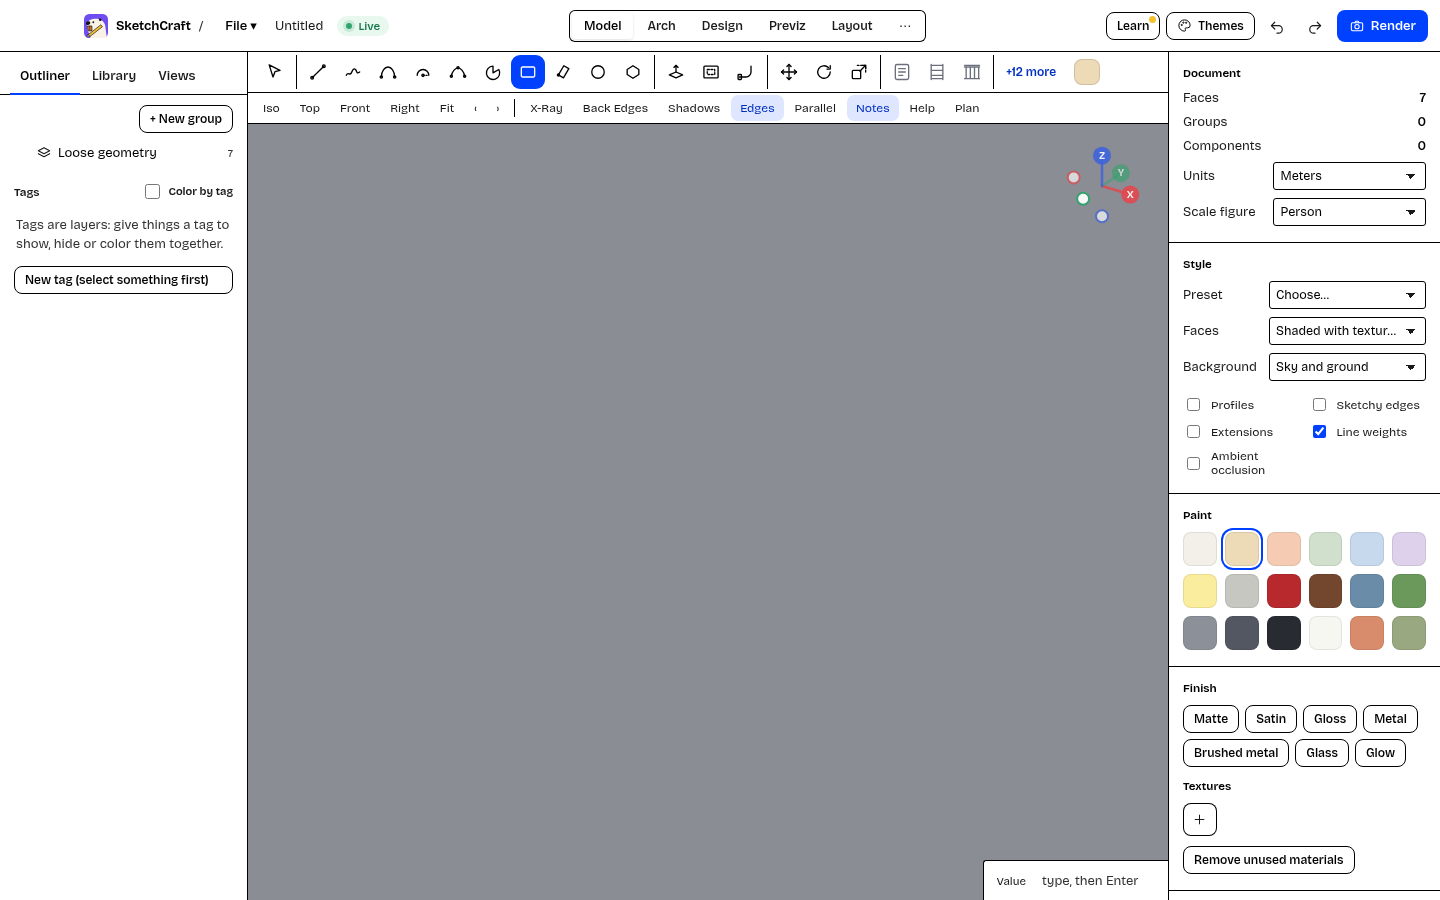 SketchCraft / File ▾ Untitled Live Model Arch Design Previz Layout ··· Learn Themes Render
Outliner Library Views
+12 more
Iso Top Front Right Fit ‹ › X-Ray Back Edges Shadows Edges Parallel Notes Help Plan
+ New group
Loose geometry 7
Tags Color by tag
Tags are layers: give things a tag to
show, hide or color them together.
New tag (select something first)
Z
Y
X
Value type, then Enter
Document
Faces 7
Groups 0
Components 0
Units Meters
Scale figure Person
Style
Preset Choose...
Faces Shaded with textur...
Background Sky and ground
Profiles Sketchy edges
Extensions Line weights
Ambient
occlusion
Paint
Finish
Matte Satin Gloss Metal
Brushed metal Glass Glow
Textures
+
Remove unused materials